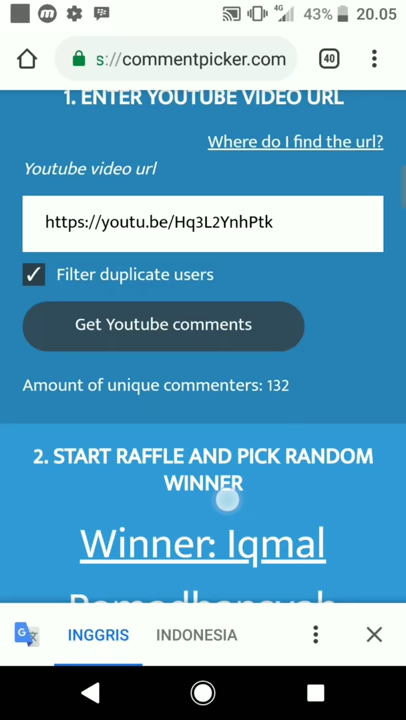 4G
43%
20.05
s://commentpicker.com
40
1. ENTER YOUTUBE VIDEO URL
Where do I find the url?
Youtube video url
https://youtu.be/Hq3L2YnhPtk
✓ Filter duplicate users
Get Youtube comments
Amount of unique commenters: 132
2. START RAFFLE AND PICK RANDOM
WINNER
Winner: Iqmal
Ramadhansyah
INGGRIS
INDONESIA